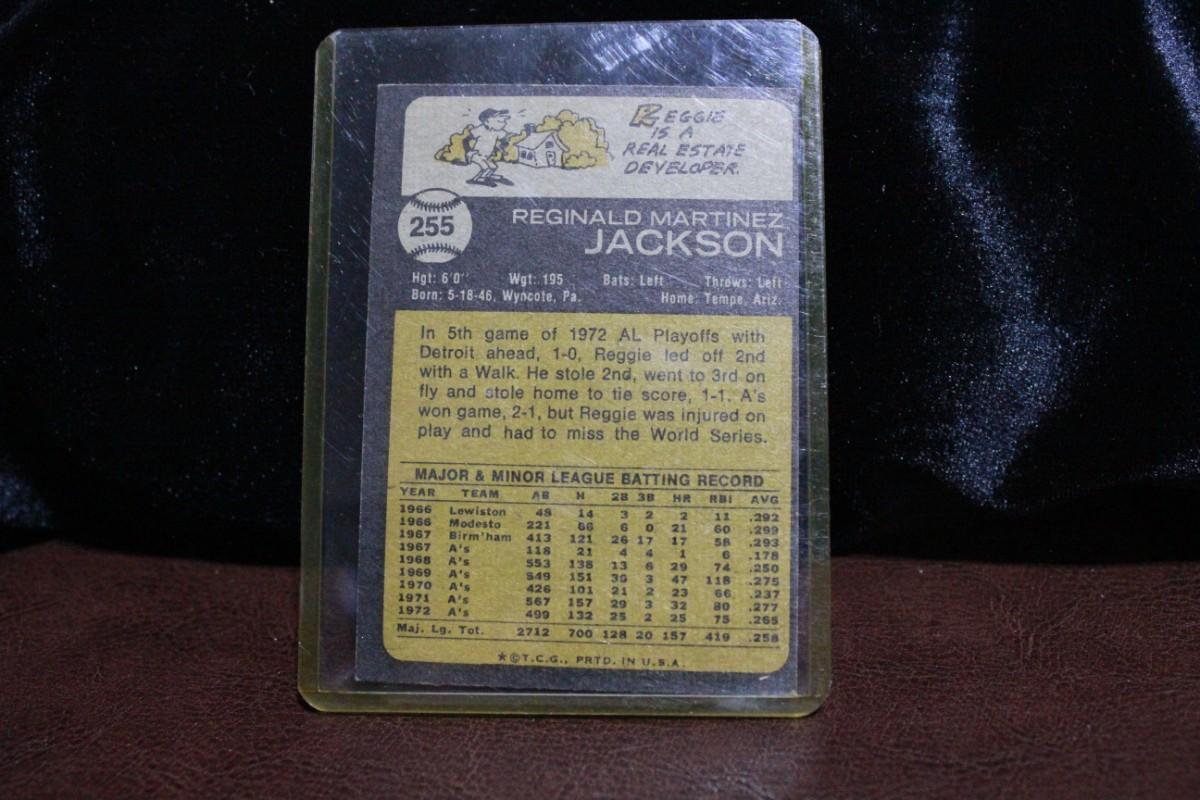 REGGIE
IS A
REAL ESTATE
DEVELOPER.
255
REGINALD MARTINEZ
JACKSON
Hgt: 6'0" Wgt: 195 Bats: Left Throws: Left
Born: 5-18-46, Wyncote, Pa. Home: Tempe, Ariz.
In 5th game of 1972 AL Playoffs with
Detroit ahead, 1-0, Reggie led off 2nd
with a Walk. He stole 2nd, went to 3rd on
fly and stole home to tie score, 1-1. A's
won game, 2-1, but Reggie was injured on
play and had to miss the World Series.
MAJOR & MINOR LEAGUE BATTING RECORD
YEAR TEAM AB H 2B 3B HR RBI AVG
1966 Lewiston 48 14 3 2 2 11 .292
1966 Modesto 221 66 6 0 21 60 .299
1967 Birm'ham 413 121 26 17 17 58 .293
1967 A's 118 21 4 4 1 6 .178
1968 A's 553 138 13 6 29 74 .250
1969 A's 549 151 36 3 47 118 .275
1970 A's 426 101 21 2 23 66 .237
1971 A's 567 157 29 3 32 80 .277
1972 A's 499 132 25 2 25 75 .265
Maj. Lg. Tot. 2712 700 128 20 157 419 .258
★©T.C.G., PRTD. IN U.S.A.